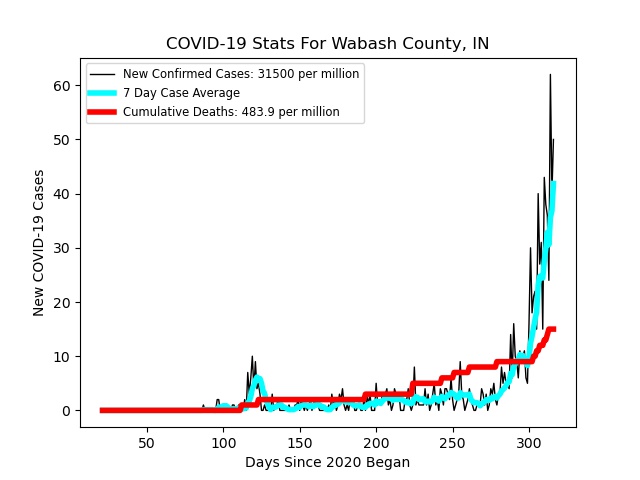 COVID-19 Stats For Wabash County, IN
New Confirmed Cases: 31500 per million
7 Day Case Average
Cumulative Deaths: 483.9 per million
New COVID-19 Cases
60
50
40
30
20
10
0
50 100 150 200 250 300
Days Since 2020 Began